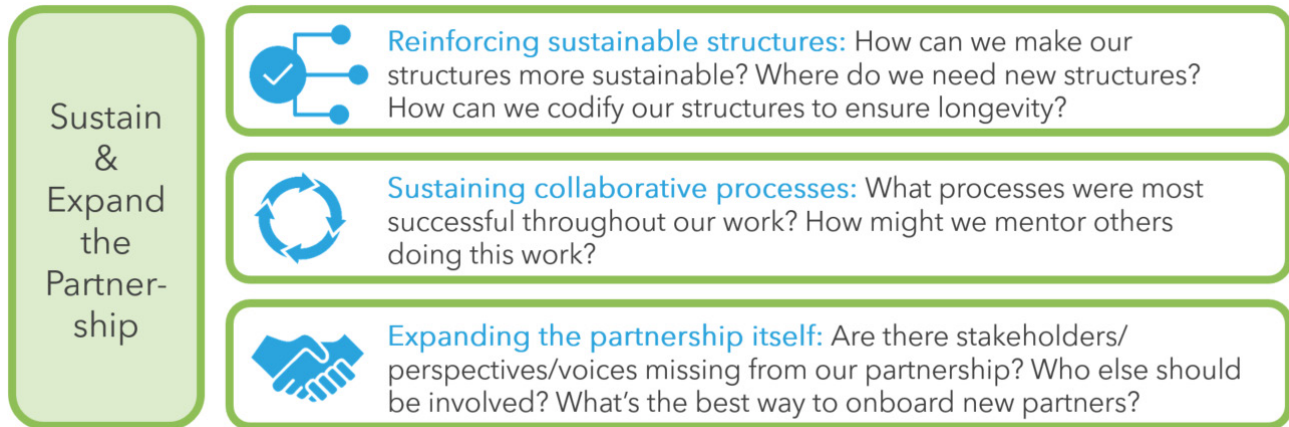 Sustain
&
Expand
the
Partner-
ship
Reinforcing sustainable structures: How can we make our
structures more sustainable? Where do we need new structures?
How can we codify our structures to ensure longevity?
Sustaining collaborative processes: What processes were most
successful throughout our work? How might we mentor others
doing this work?
Expanding the partnership itself: Are there stakeholders/
perspectives/voices missing from our partnership? Who else should
be involved? What's the best way to onboard new partners?